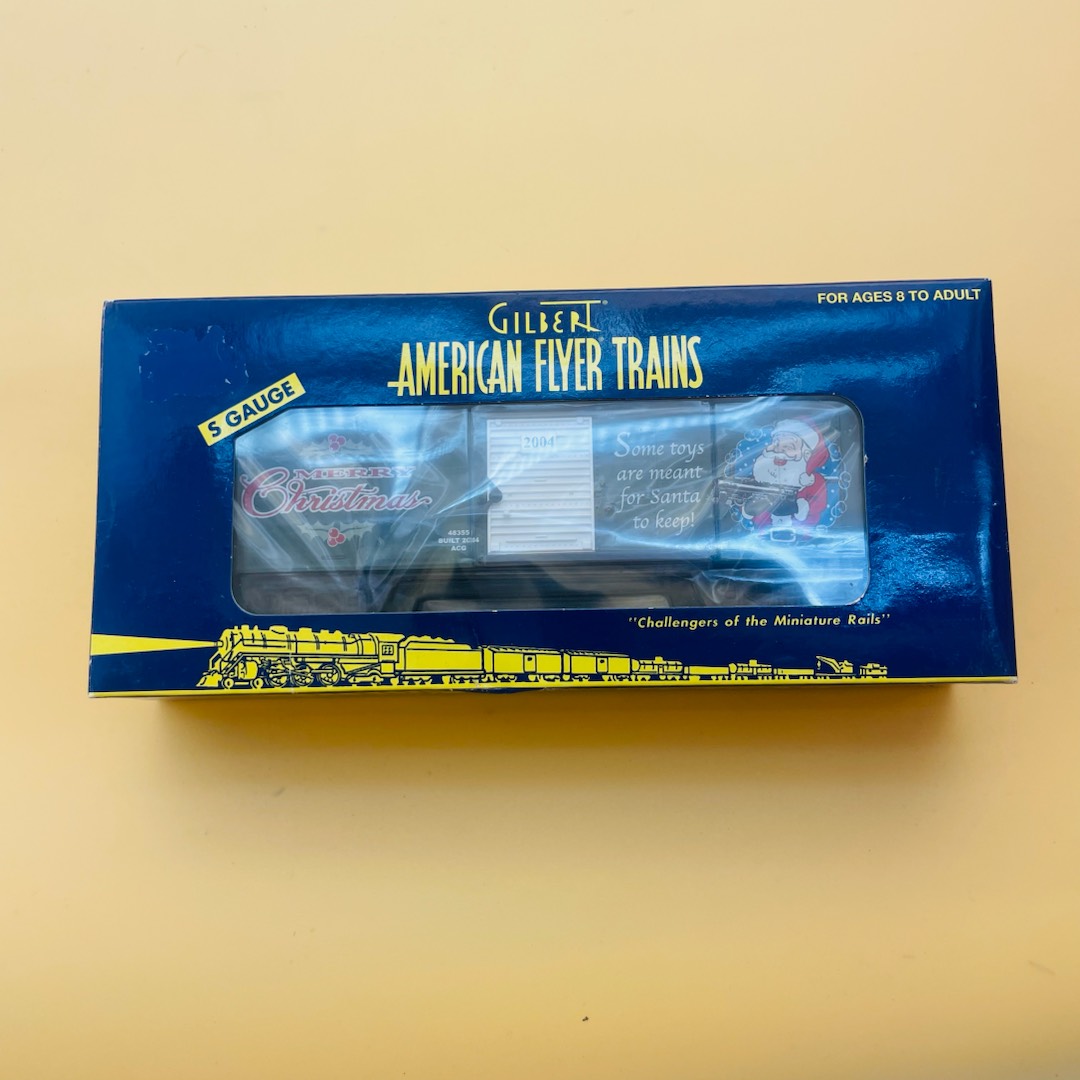 FOR AGES 8 TO ADULT
GILBERT®
AMERICAN FLYER TRAINS
S GAUGE
MERRY
Christmas
48355
BUILT 2004
ACG
2004
Some toys
are meant
for Santa
to keep!
"Challengers of the Miniature Rails"